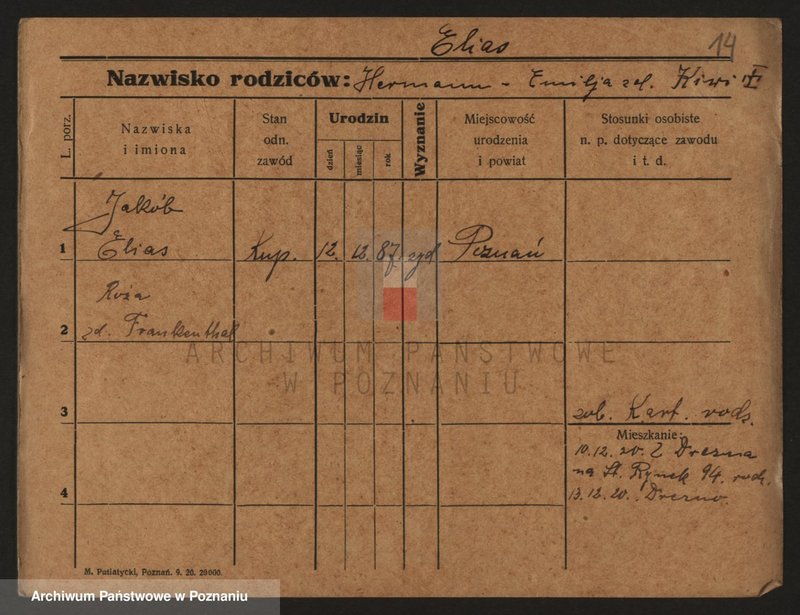 Elias 14
Nazwisko rodziców: Hermann - Emilja zd. Kiwi
L. porz.
Nazwiska
i imiona
Stan
odn.
zawód
Urodzin
dzień
miesiąc
rok
Wyznanie
Miejscowość
urodzenia
i powiat
Stosunki osobiste
n. p. dotyczące zawodu
i t. d.
Jakób
1 Elias Kup. 12. 12. 87. żyd Poznań
Roża
2 zd. Frankenthal
ARCHIWUM PAŃSTWOWE
W POZNANIU
3 zob. Kart. rodz.
Mieszkanie:
10.12.20. Z Drezna
na St. Rynek 94. rodz.
4 13.12.20. Drezno.
M. Putiatycki, Poznań. 9. 20. 20000.
Archiwum Państwowe w Poznaniu